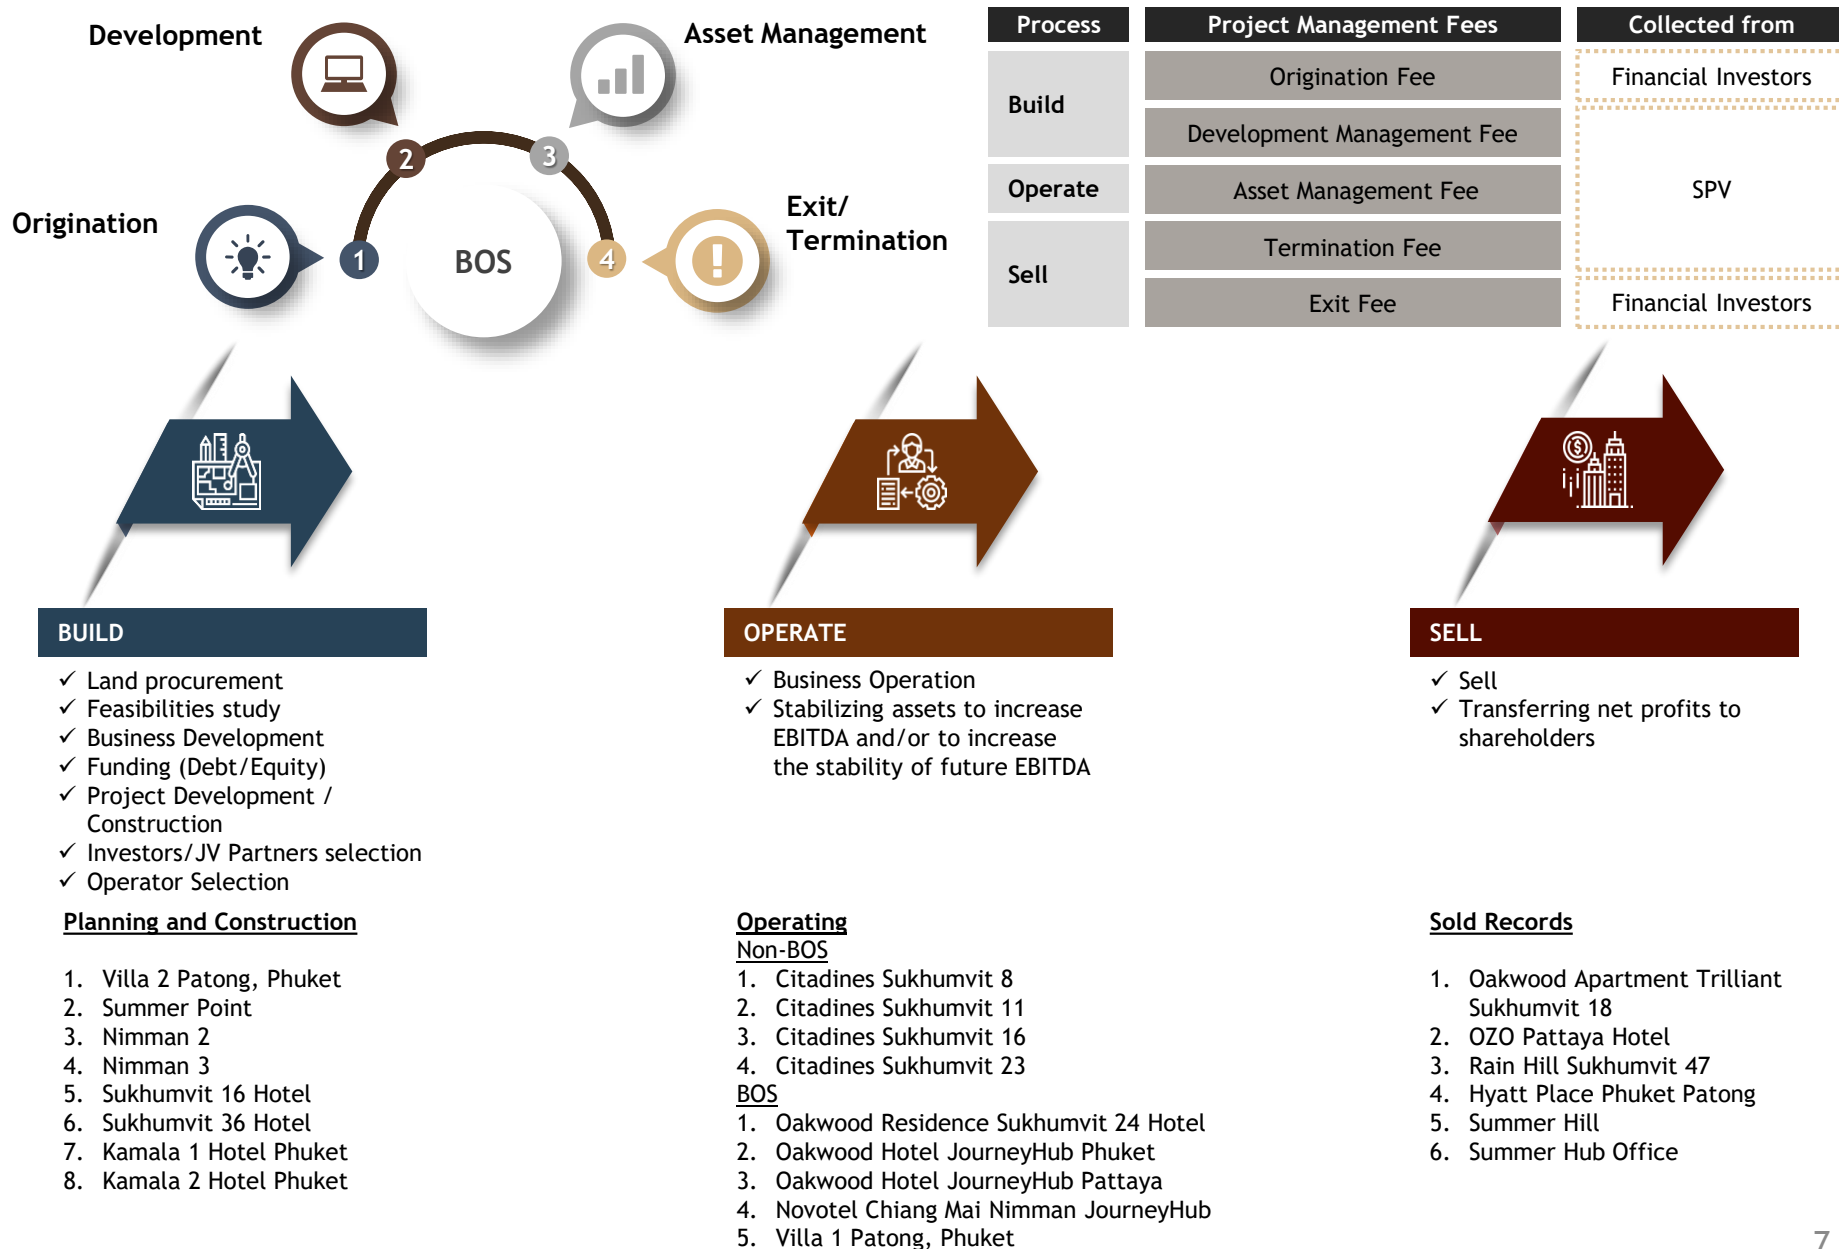 Development
Asset Management
Origination
Exit/
Termination
1
2
3
4
BOS
Process
Project Management Fees
Collected from
Build
Origination Fee
Financial Investors
Development Management Fee
SPV
Operate
Asset Management Fee
Sell
Termination Fee
Exit Fee
Financial Investors
BUILD
✓ Land procurement
✓ Feasibilities study
✓ Business Development
✓ Funding (Debt/Equity)
✓ Project Development /
Construction
✓ Investors/JV Partners selection
✓ Operator Selection
Planning and Construction
1. Villa 2 Patong, Phuket
2. Summer Point
3. Nimman 2
4. Nimman 3
5. Sukhumvit 16 Hotel
6. Sukhumvit 36 Hotel
7. Kamala 1 Hotel Phuket
8. Kamala 2 Hotel Phuket
OPERATE
✓ Business Operation
✓ Stabilizing assets to increase
EBITDA and/or to increase
the stability of future EBITDA
Operating
Non-BOS
1. Citadines Sukhumvit 8
2. Citadines Sukhumvit 11
3. Citadines Sukhumvit 16
4. Citadines Sukhumvit 23
BOS
1. Oakwood Residence Sukhumvit 24 Hotel
2. Oakwood Hotel JourneyHub Phuket
3. Oakwood Hotel JourneyHub Pattaya
4. Novotel Chiang Mai Nimman JourneyHub
5. Villa 1 Patong, Phuket
SELL
✓ Sell
✓ Transferring net profits to
shareholders
Sold Records
1. Oakwood Apartment Trilliant
Sukhumvit 18
2. OZO Pattaya Hotel
3. Rain Hill Sukhumvit 47
4. Hyatt Place Phuket Patong
5. Summer Hill
6. Summer Hub Office
7